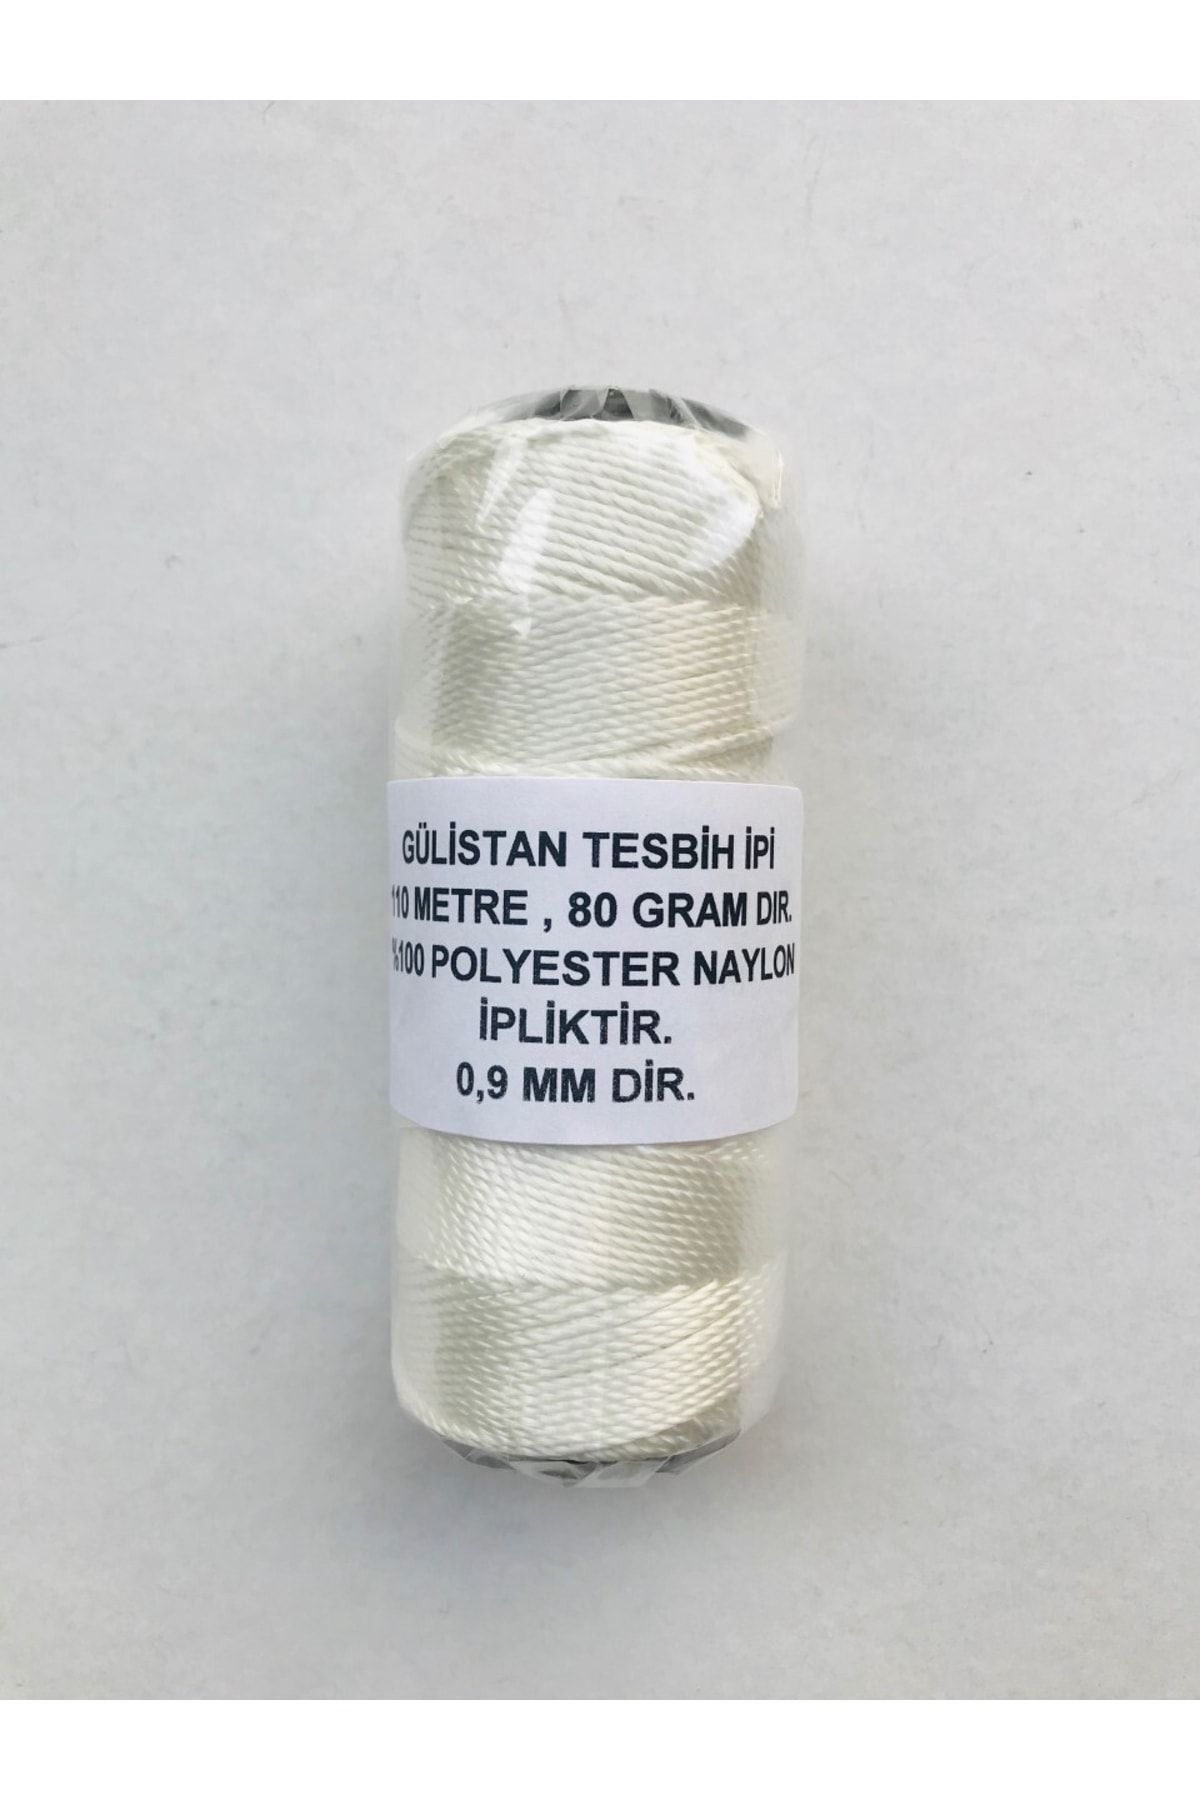 GÜLİSTAN TESBİH İPİ
110 METRE , 80 GRAM DIR.
%100 POLYESTER NAYLON
İPLİKTİR.
0,9 MM DİR.